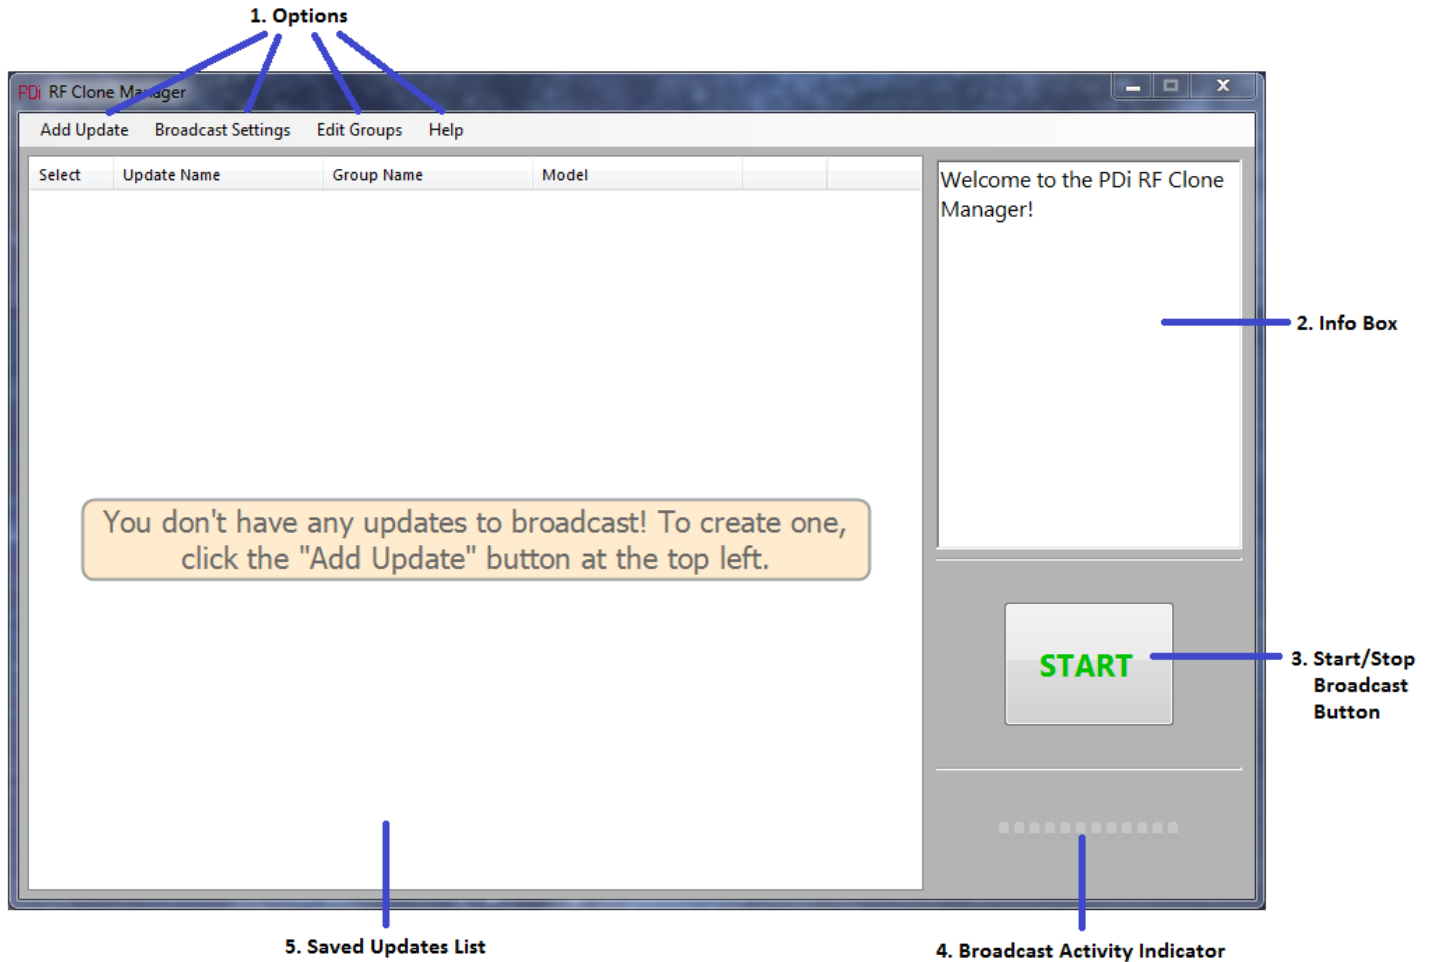 1. Options
PDi RF Clone Manager
Add Update Broadcast Settings Edit Groups Help
Select Update Name Group Name Model
Welcome to the PDi RF Clone
Manager!
2. Info Box
You don't have any updates to broadcast! To create one,
click the "Add Update" button at the top left.
START
3. Start/Stop
Broadcast
Button
5. Saved Updates List
4. Broadcast Activity Indicator